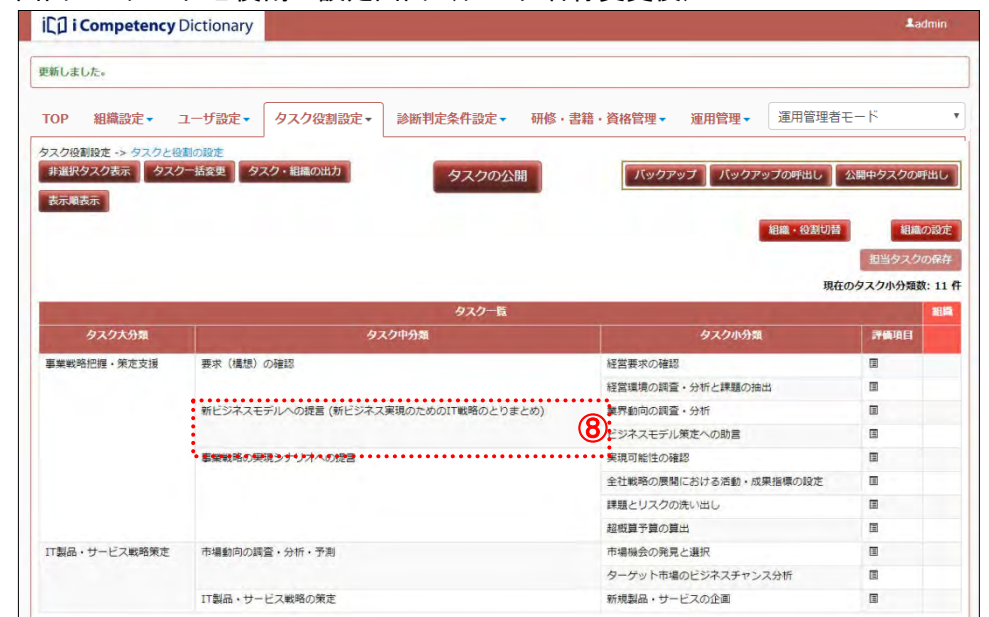 iCD i Competency Dictionary
admin
更新しました。
TOP 組織設定 ユーザ設定 タスク役割設定 診断判定条件設定 研修・書籍・資格管理 運用管理 運用管理者モード
タスク役割設定 -> タスクと役割の設定
非選択タスク表示 タスク一括変更 タスク・組織の出力 タスクの公開 バックアップ バックアップの呼出し 公開中タスクの呼出し
表示順表示
組織・役割切替 組織の設定
担当タスクの保存
現在のタスク小分類数: 11 件
タスク一覧 組織
タスク大分類 タスク中分類 タスク小分類 評価項目
事業戦略把握・策定支援 要求（構想）の確認 経営要求の確認
経営環境の調査・分析と課題の抽出
新ビジネスモデルへの提言 (新ビジネス実現のためのIT戦略のとりまとめ) 業界動向の調査・分析
⑧
ビジネスモデル策定への助言
事業戦略の実現シナリオへの提言 実現可能性の確認
全社戦略の展開における活動・成果指標の設定
課題とリスクの洗い出し
超概算予算の算出
IT製品・サービス戦略策定 市場動向の調査・分析・予測 市場機会の発見と選択
ターゲット市場のビジネスチャンス分析
IT製品・サービス戦略の策定 新規製品・サービスの企画